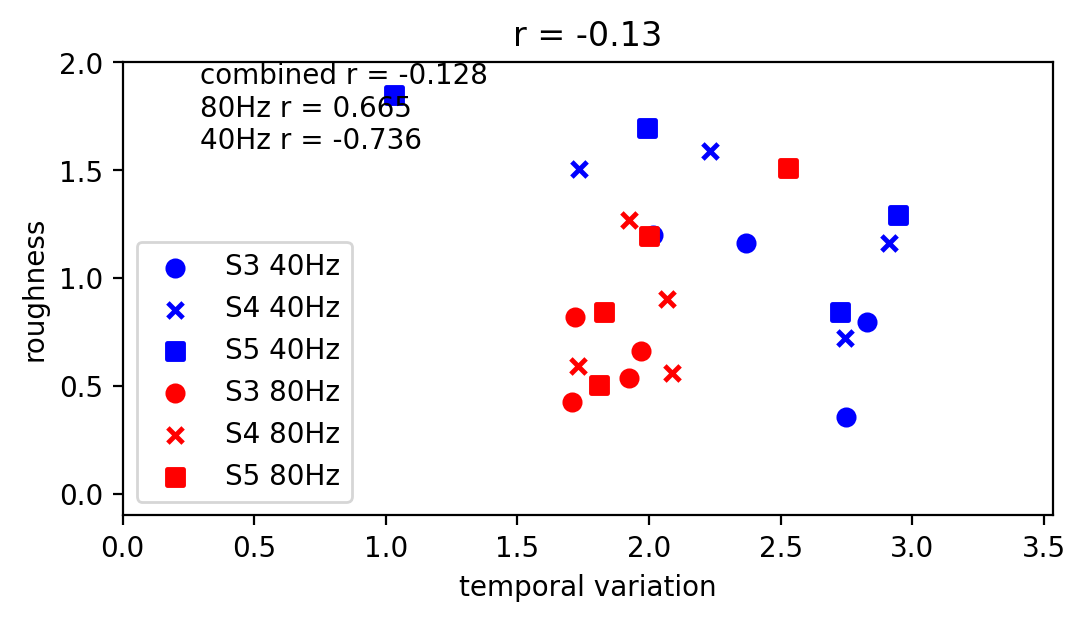 r = -0.13
combined r = -0.128
80Hz r = 0.665
40Hz r = -0.736
2.0
1.5
1.0
0.5
0.0
roughness
S3 40Hz
S4 40Hz
S5 40Hz
S3 80Hz
S4 80Hz
S5 80Hz
0.0 0.5 1.0 1.5 2.0 2.5 3.0 3.5
temporal variation